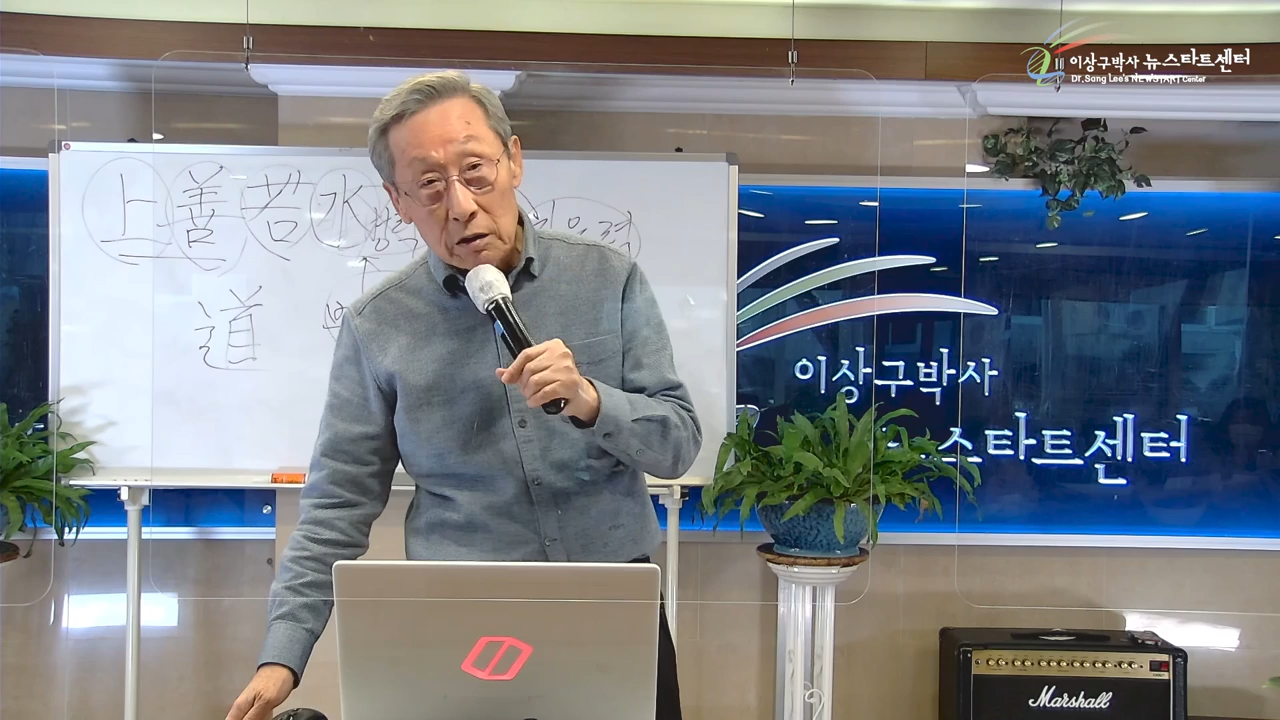 이상구박사 뉴스타트센터
Dr. Sang Lee's NEWSTART Center
上善若水
道
이상구박사
스타트센터
Marshall